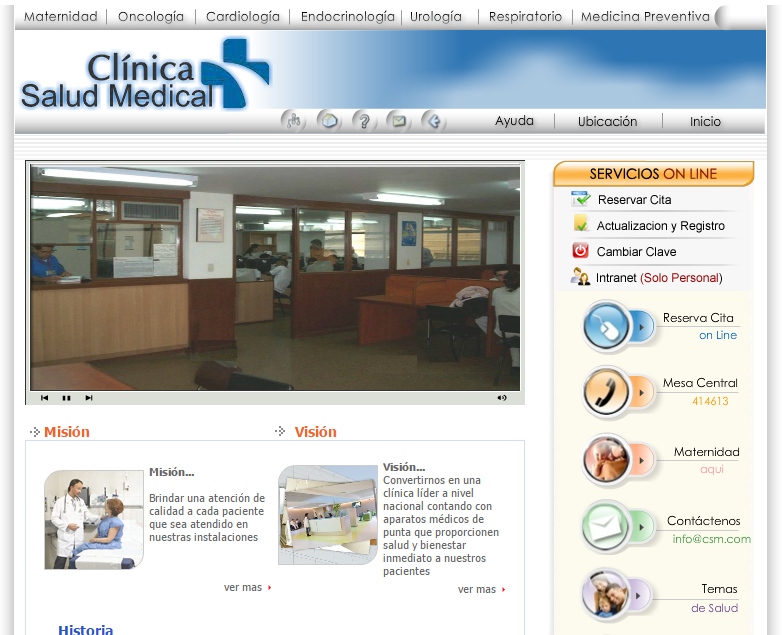 Maternidad Oncología Cardiología Endocrinología Urología Respiratorio Medicina Preventiva
Clínica
Salud Medical
Ayuda Ubicación Inicio
SERVICIOS ON LINE
Reservar Cita
Actualizacion y Registro
Cambiar Clave
Intranet (Solo Personal)
Reserva Cita
on Line
Mesa Central
414613
Maternidad
aqui
Contáctenos
info@csm.com
Temas
de Salud
Misión
Misión...
Brindar una atención de
calidad a cada paciente
que sea atendido en
nuestras instalaciones
ver mas
Visión
Visión...
Convertirnos en una
clínica líder a nivel
nacional contando con
aparatos médicos de
punta que proporcionen
salud y bienestar
inmediato a nuestros
pacientes
ver mas
Historia